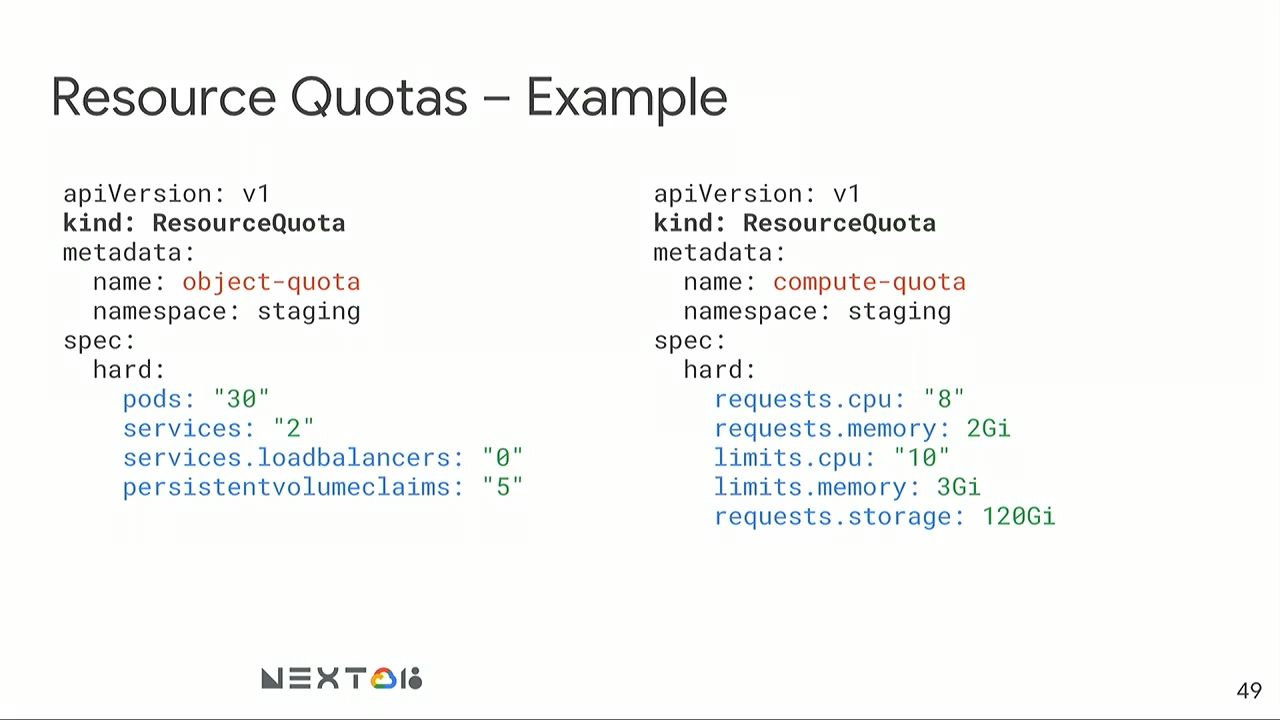 Resource Quotas – Example
apiVersion: v1
kind: ResourceQuota
metadata:
  name: object-quota
  namespace: staging
spec:
  hard:
    pods: "30"
    services: "2"
    services.loadbalancers: "0"
    persistentvolumeclaims: "5"
apiVersion: v1
kind: ResourceQuota
metadata:
  name: compute-quota
  namespace: staging
spec:
  hard:
    requests.cpu: "8"
    requests.memory: 2Gi
    limits.cpu: "10"
    limits.memory: 3Gi
    requests.storage: 120Gi
NEXT 18
49